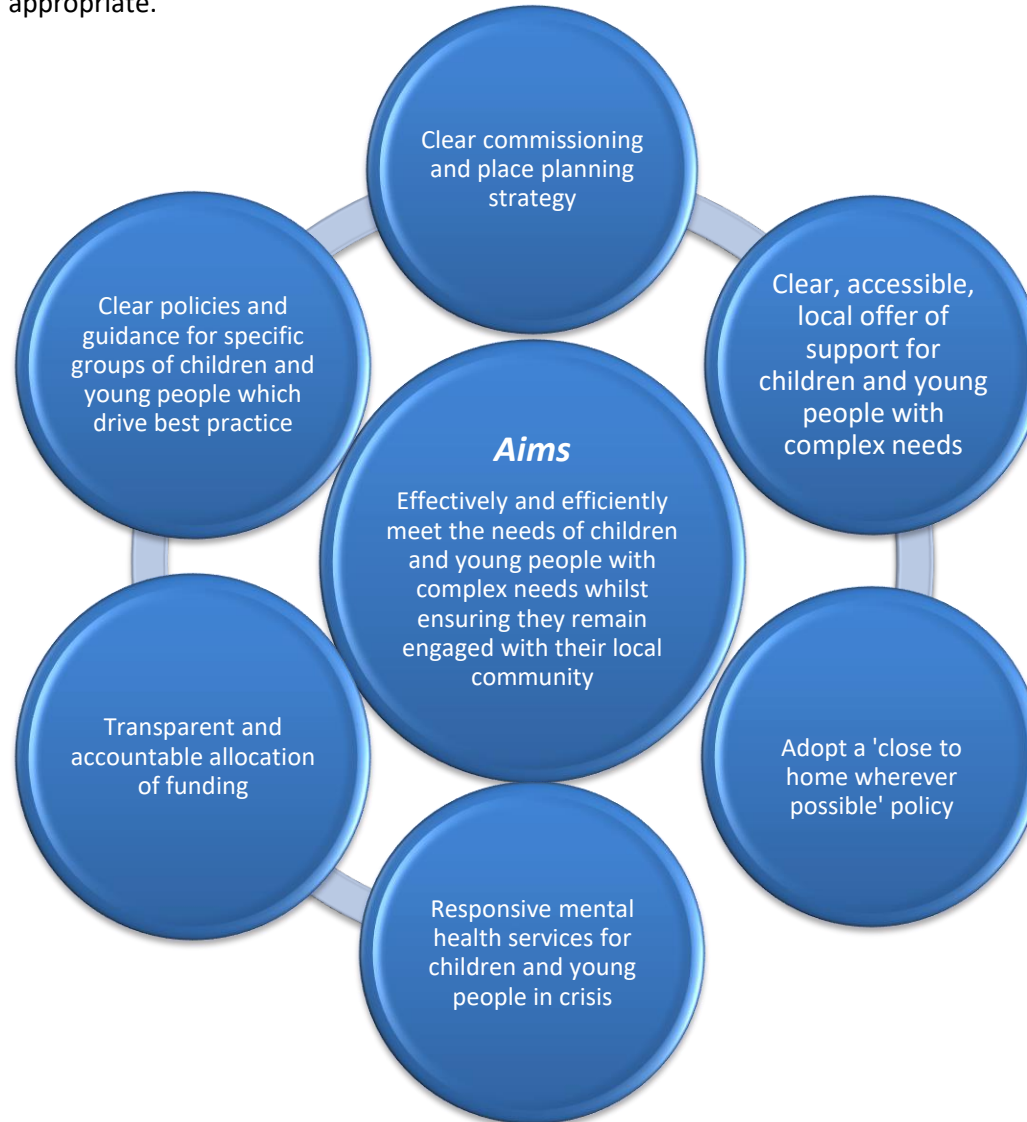 appropriate.
Clear commissioning
and place planning
strategy
Clear policies and
guidance for specific
groups of children and
young people which
drive best practice
Clear, accessible,
local offer of
support for
children and young
people with
complex needs
Aims
Effectively and efficiently
meet the needs of children
and young people with
complex needs whilst
ensuring they remain
engaged with their local
community
Transparent and
accountable allocation
of funding
Adopt a 'close to
home wherever
possible' policy
Responsive mental
health services for
children and young
people in crisis